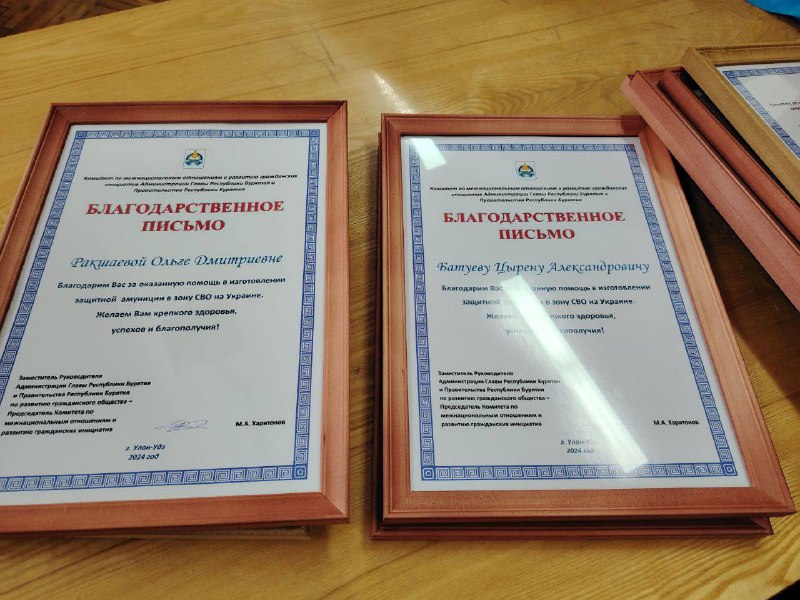 Комитет по межнациональным отношениям и развитию гражданских
инициатив Администрации Главы Республики Бурятия и
Правительства Республики Бурятия
БЛАГОДАРСТВЕННОЕ
ПИСЬМО
Ракшаевой Ольге Дмитриевне
Благодарим Вас за оказанную помощь в изготовлении
защитной амуниции в зону СВО на Украине.
Желаем Вам крепкого здоровья,
успехов и благополучия!
Заместитель Руководителя
Администрации Главы Республики Бурятия
и Правительства Республики Бурятия
по развитию гражданского общества –
Председатель Комитета по
межнациональным отношениям и
развитию гражданских инициатив
М.А. Харитонов
г. Улан-Удэ
2024 год
Комитет по межнациональным отношениям и развитию гражданских
инициатив Администрации Главы Республики Бурятия и
Правительства Республики Бурятия
БЛАГОДАРСТВЕННОЕ
ПИСЬМО
Батуеву Цырену Александровичу
Благодарим Вас оказанную помощь в изготовлении
защитной в зону СВО на Украине.
Желаем крепкого здоровья,
благополучия!
Заместитель Руководителя
Администрации Главы Республики Бурятия
и Правительства Республики Бурятия
по развитию гражданского общества –
Председатель Комитета по
межнациональным отношениям и
развитию гражданских инициатив
М.А. Харитонов
г. Улан-Удэ
2024 год